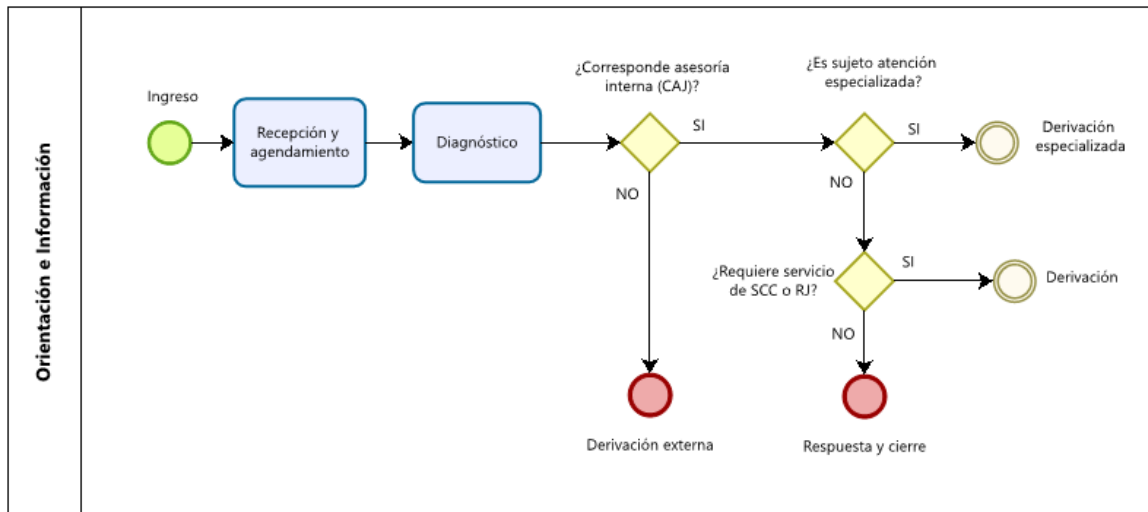 Orientación e Información
Ingreso
Recepción y
agendamiento
Diagnóstico
¿Corresponde asesoría
interna (CAJ)?
SI
NO
¿Es sujeto atención
especializada?
SI
Derivación
especializada
NO
¿Requiere servicio
de SCC o RJ?
SI
Derivación
NO
Derivación externa
Respuesta y cierre